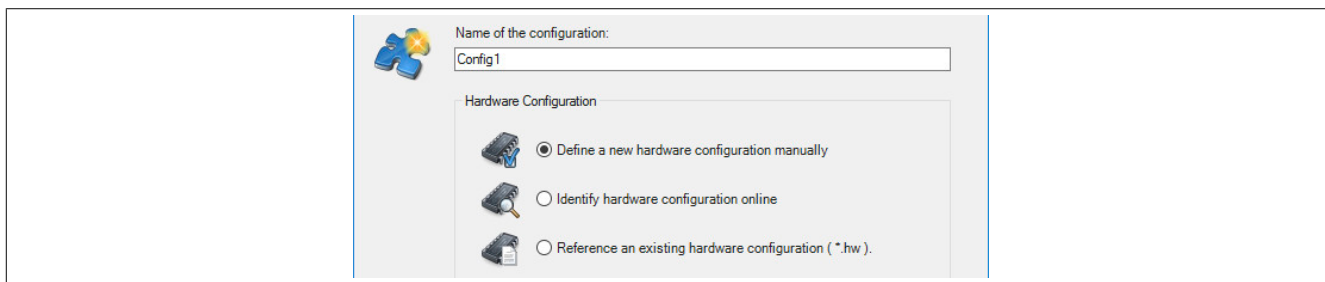 Name of the configuration:
Config1
Hardware Configuration
Define a new hardware configuration manually
Identify hardware configuration online
Reference an existing hardware configuration ( *.hw ).